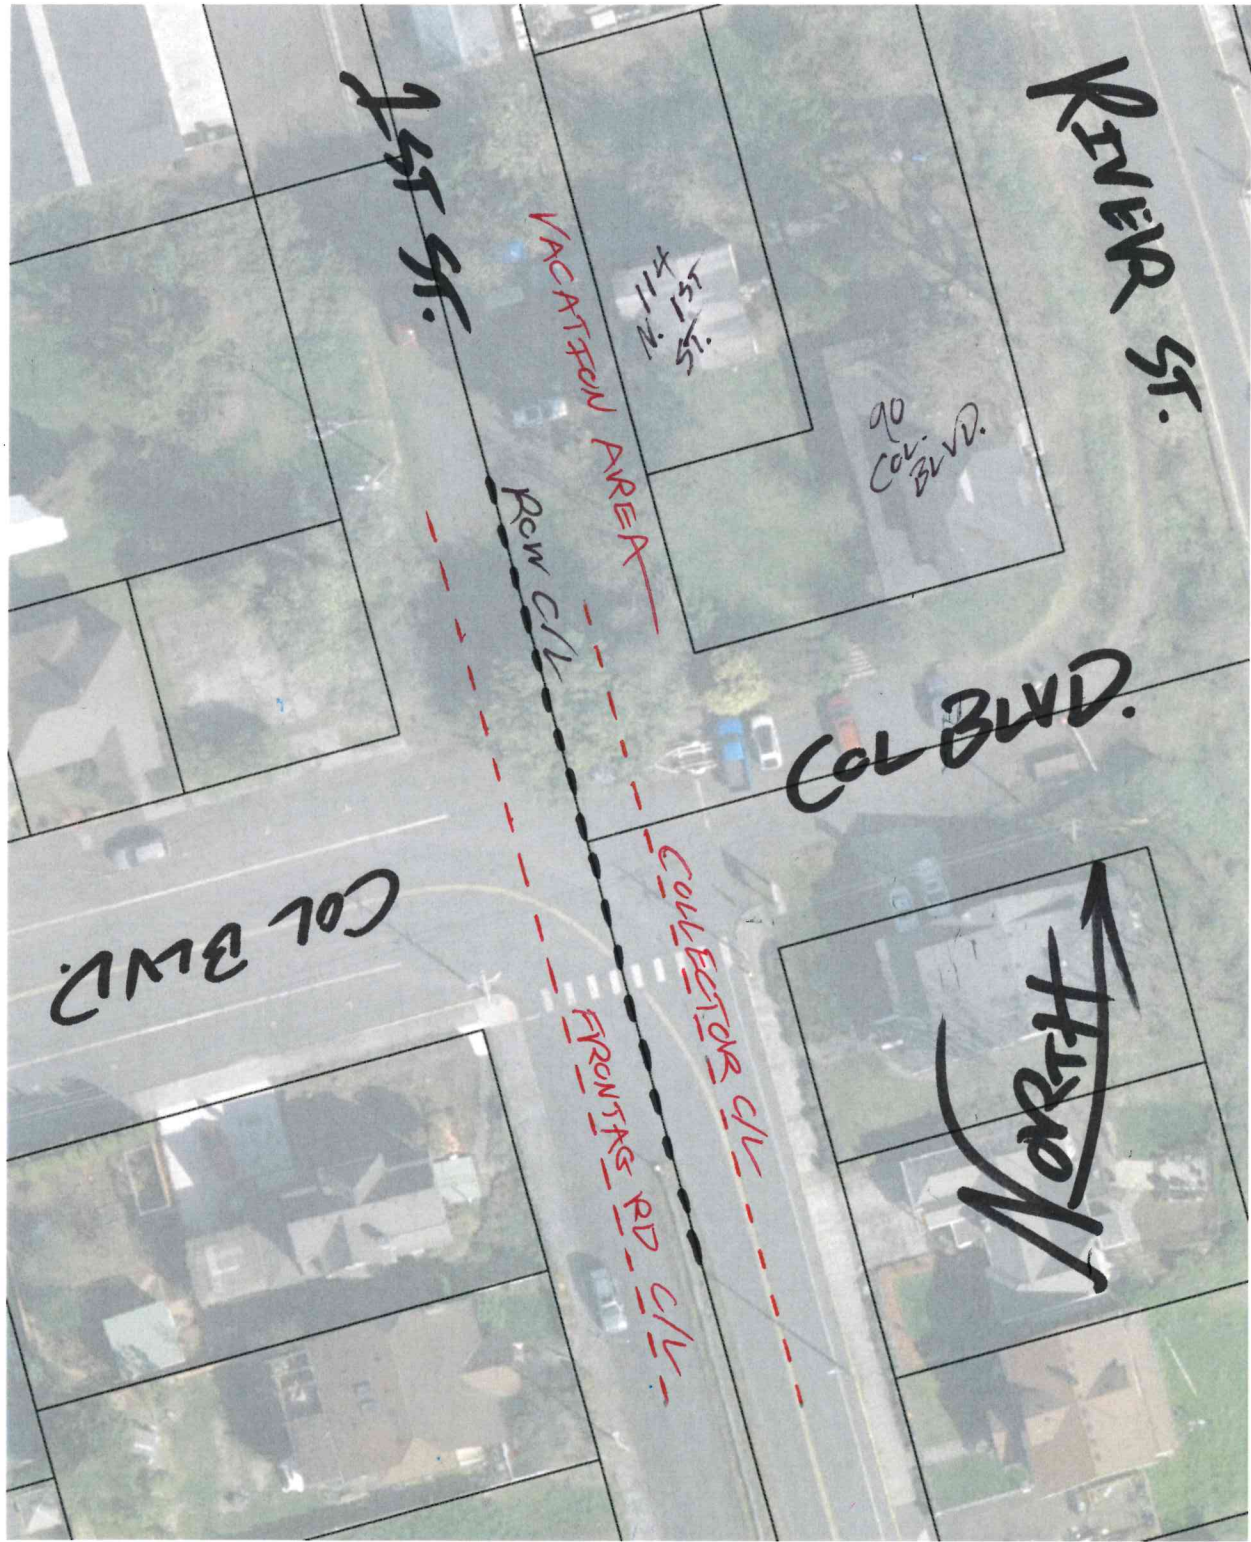 1ST ST.
RIVER ST.
VACATION AREA
114
N. 1ST
ST.
90
COL.
BLVD.
ROW C/L
COL BLVD.
COL BLVD.
COLLECTOR C/L
FRONTAG RD C/L
NORTH